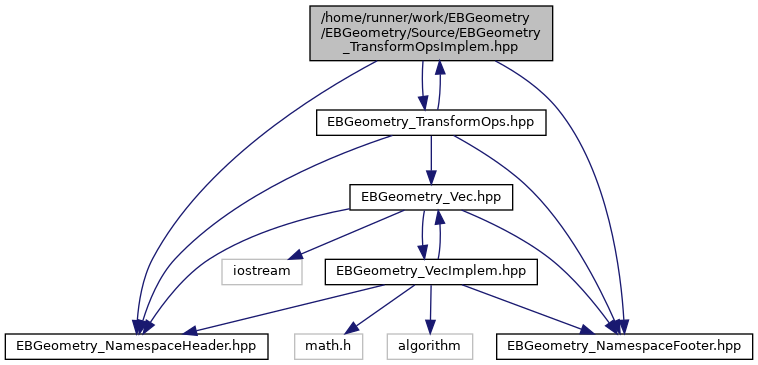 /home/runner/work/EBGeometry
/EBGeometry/Source/EBGeometry
_TransformOpsImplem.hpp
EBGeometry_TransformOps.hpp
EBGeometry_Vec.hpp
iostream
EBGeometry_VecImplem.hpp
EBGeometry_NamespaceHeader.hpp
math.h
algorithm
EBGeometry_NamespaceFooter.hpp